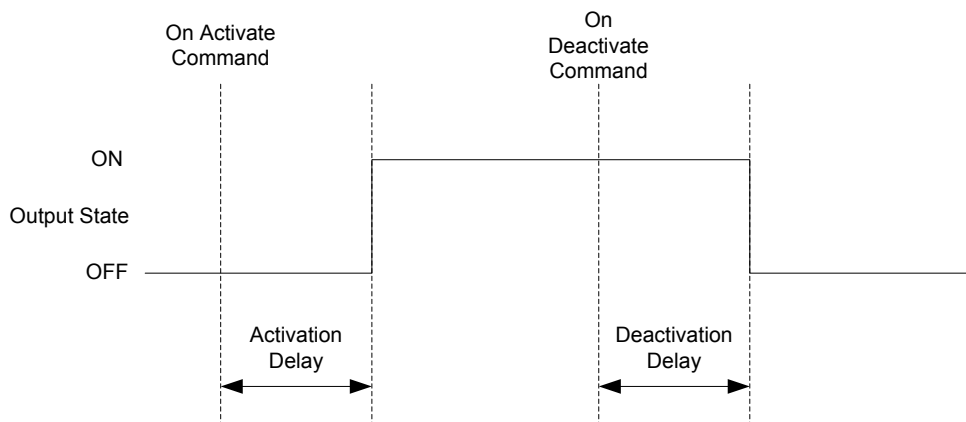 On Activate
Command
On
Deactivate
Command
ON
Output State
OFF
Activation
Delay
Deactivation
Delay